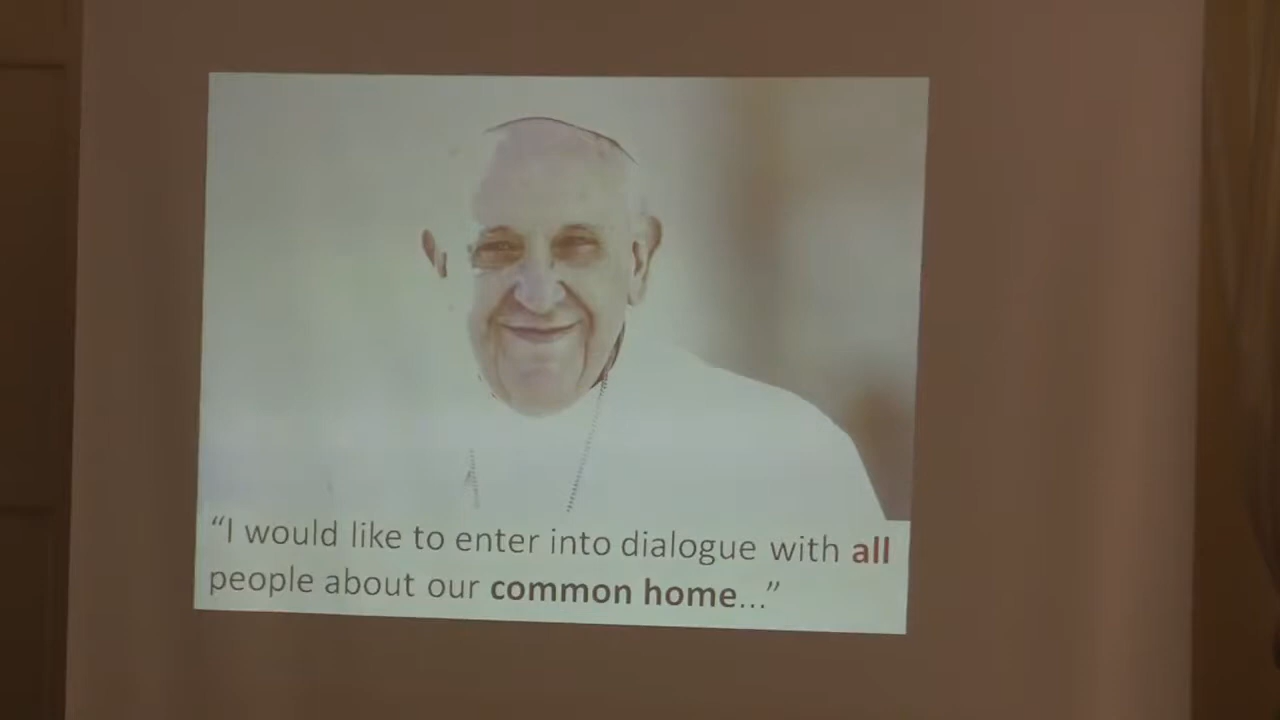 “I would like to enter into dialogue with all
people about our common home...”